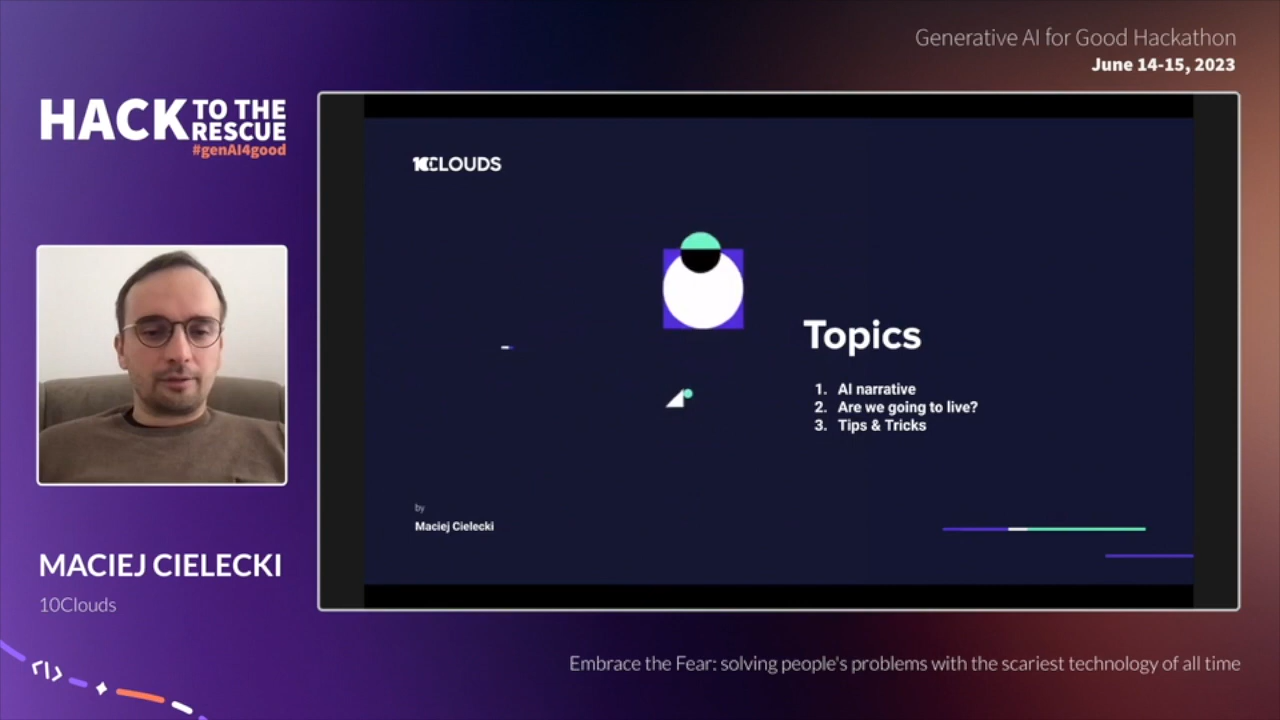 Generative AI for Good Hackathon
June 14-15, 2023
HACK TO THE
RESCUE
#genAI4good
10CLOUDS
Topics
1. AI narrative
2. Are we going to live?
3. Tips & Tricks
by
Maciej Cielecki
MACIEJ CIELECKI
10Clouds
Embrace the Fear: solving people's problems with the scariest technology of all time